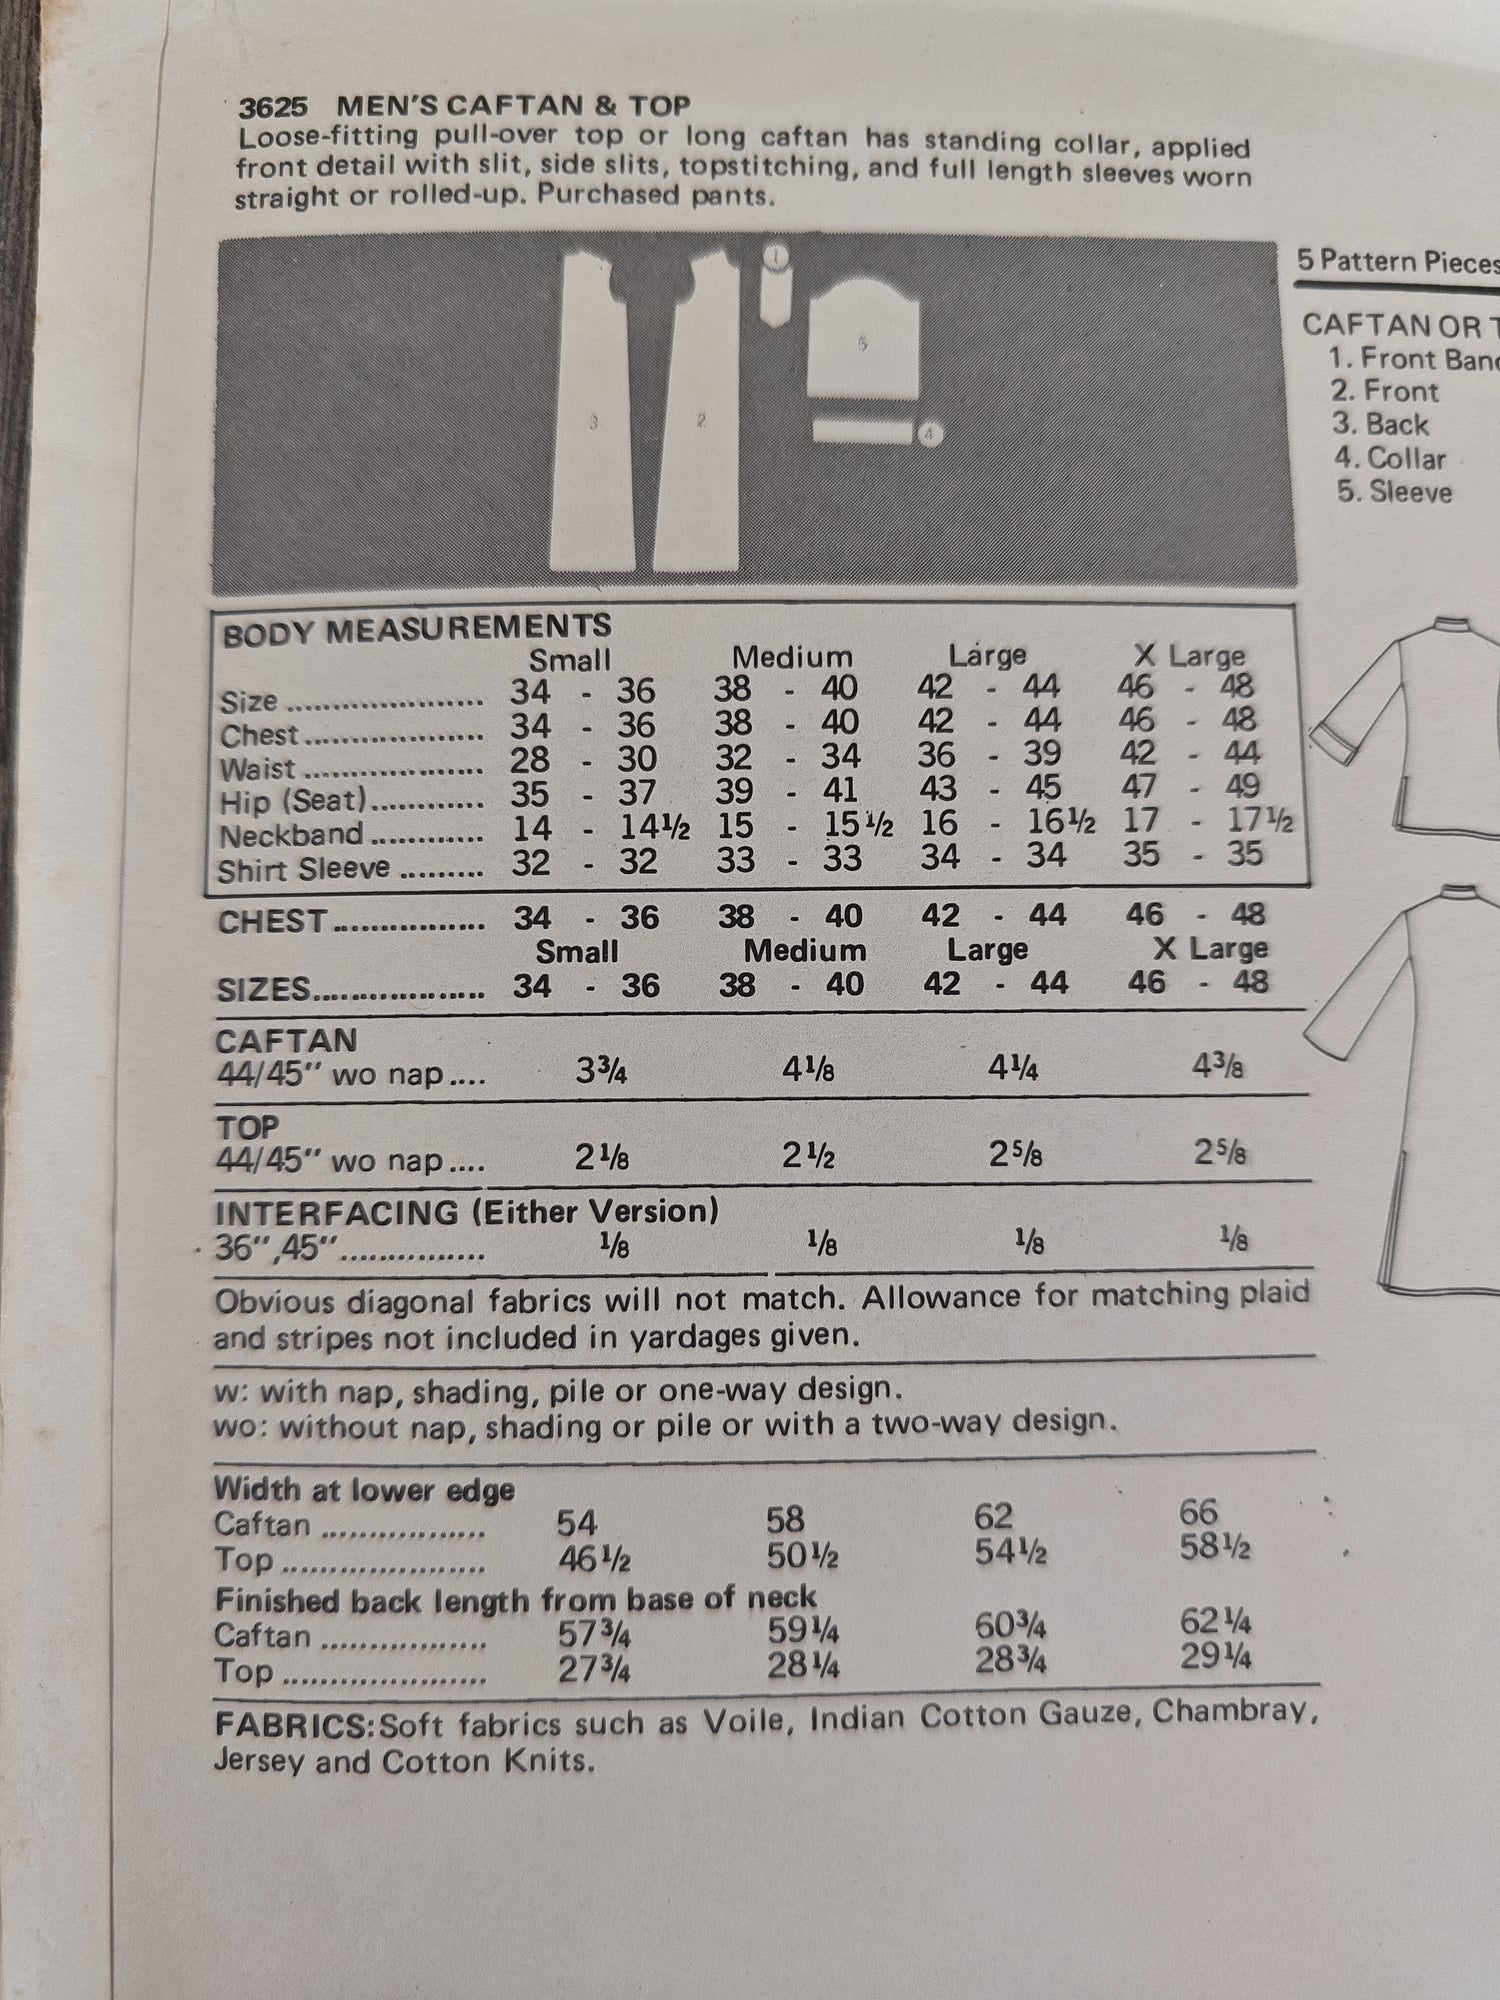 3625 MEN'S CAFTAN & TOP
Loose-fitting pull-over top or long caftan has standing collar, applied
front detail with slit, side slits, topstitching, and full length sleeves worn
straight or rolled-up. Purchased pants.
1
3
2
5
4
5 Pattern Pieces
CAFTAN OR
1. Front
2. Front
3. Back
4. Collar
5. Sleeve
BODY MEASUREMENTS
Small Medium Large X Large
Size ..................... 34 - 36 38 - 40 42 - 44 46 - 48
Chest................... 34 - 36 38 - 40 42 - 44 46 - 48
Waist ................... 28 - 30 32 - 34 36 - 39 42 - 44
Hip (Seat)............ 35 - 37 39 - 41 43 - 45 47 - 49
Neckband ............ 14 - 14½ 15 - 15½ 16 - 16½ 17 - 17½
Shirt Sleeve ......... 32 - 32 33 - 33 34 - 34 35 - 35
CHEST................. 34 - 36 38 - 40 42 - 44 46 - 48
Small Medium Large X Large
SIZES................... 34 - 36 38 - 40 42 - 44 46 - 48
CAFTAN
44/45" wo nap.... 3¾ 4⅛ 4¼ 4⅜
TOP
44/45" wo nap.... 2⅛ 2½ 2⅝ 2⅝
INTERFACING (Either Version)
36",45"............... ⅛ ⅛ ⅛ ⅛
Obvious diagonal fabrics will not match. Allowance for matching plaid
and stripes not included in yardages given.
w: with nap, shading, pile or one-way design.
wo: without nap, shading or pile or with a two-way design.
Width at lower edge
Caftan ................. 54 58 62 66
Top ..................... 46½ 50½ 54½ 58½
Finished back length from base of neck
Caftan ................. 57¾ 59¼ 60¾ 62¼
Top ..................... 27¾ 28¼ 28¾ 29¼
FABRICS: Soft fabrics such as Voile, Indian Cotton Gauze, Chambray,
Jersey and Cotton Knits.